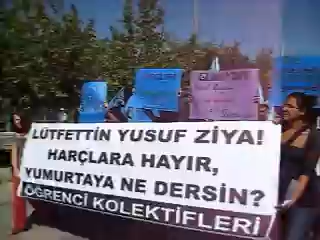 LÜTFETTİN YUSUF ZİYA!
HARÇLARA HAYIR,
YUMURTAYA NE DERSİN?
ÖĞRENCİ KOLEKTİFLERİ